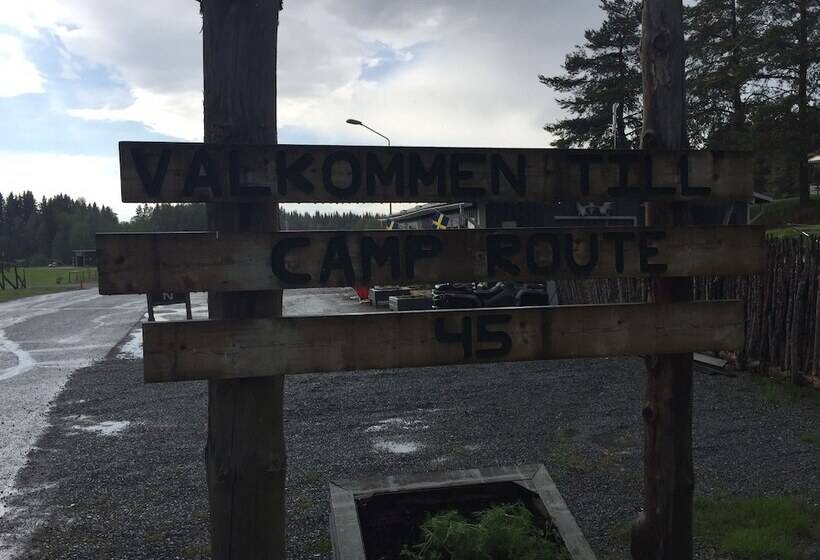 VALKOMMEN TILL
CAMP ROUTE
45
N